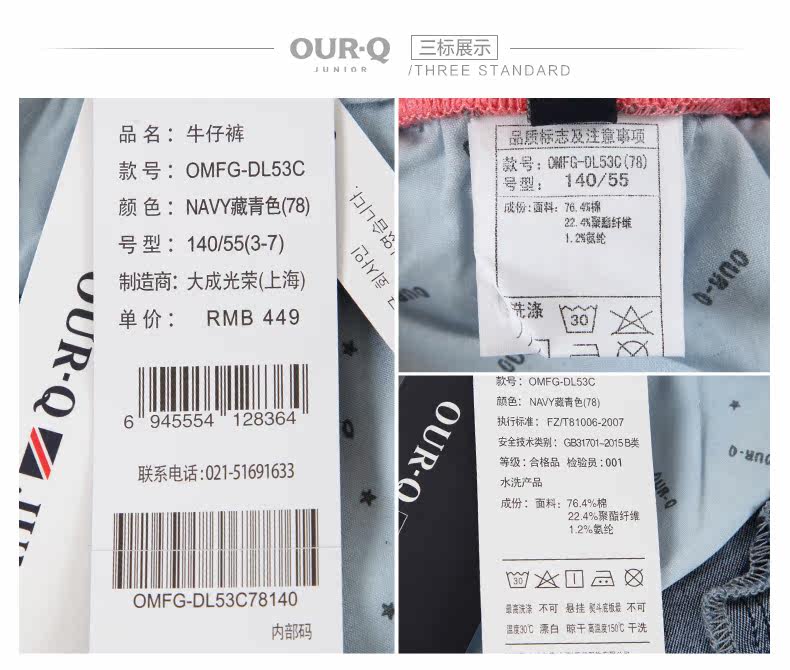 OUR·Q
JUNIOR
三标展示
/THREE STANDARD
品名：牛仔裤
款号：OMFG-DL53C
颜色：NAVY藏青色(78)
号型：140/55(3-7)
制造商：大成光荣(上海)
单价： RMB 449
6 945554 128364
联系电话:021-51691633
OMFG-DL53C78140
内部码
OUR·Q
品质标志及注意事项
款号：OMFG-DL53C(78)
号型： 140/55
成份：面料：76.4%棉
22.4%聚酯纤维
1.2%氨纶
洗涤
30
OUR-Q
OUR·Q
款号：OMFG-DL53C
颜色：NAVY藏青色(78)
执行标准：FZ/T81006-2007
安全技术类别：GB31701-2015B类
等级：合格品 检验员：001
水洗产品
成份：面料：76.4%棉
22.4%聚酯纤维
1.2%氨纶
30
最高洗涤 不可 悬挂 熨斗底板最 不可
温度30℃ 漂白 晾干 高温度150℃ 干洗
OUR-Q
OUR-Q